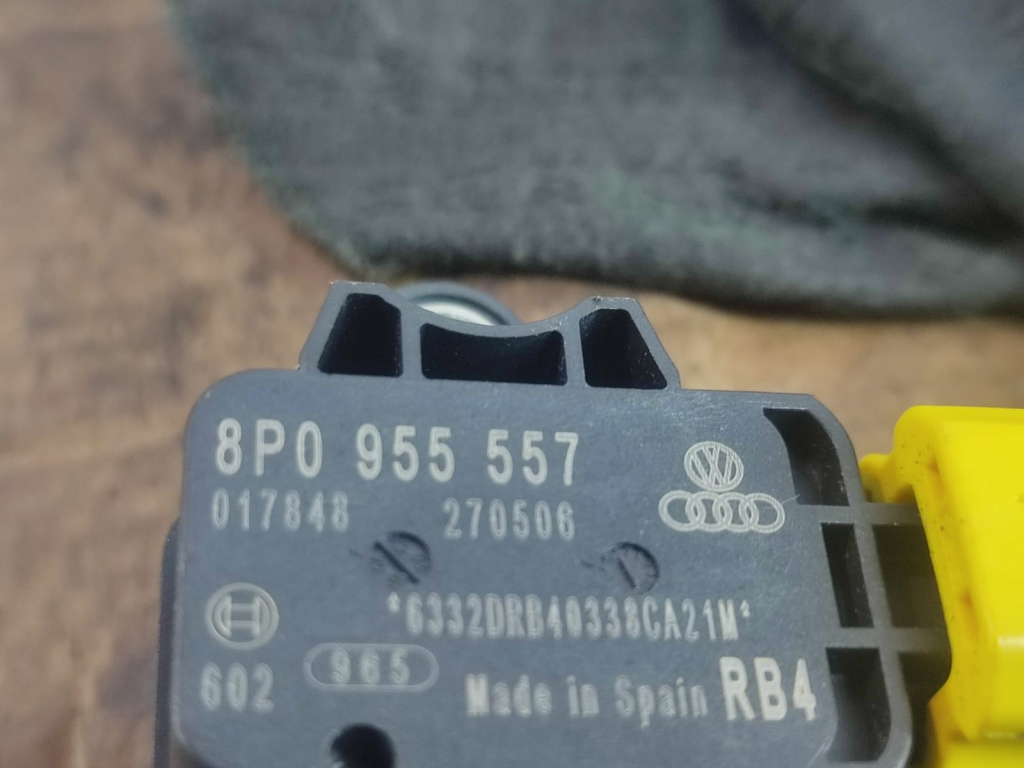 8P0 955 557
017848 270506
*6332DRB40338CA21M*
602 965 Made in Spain RB4